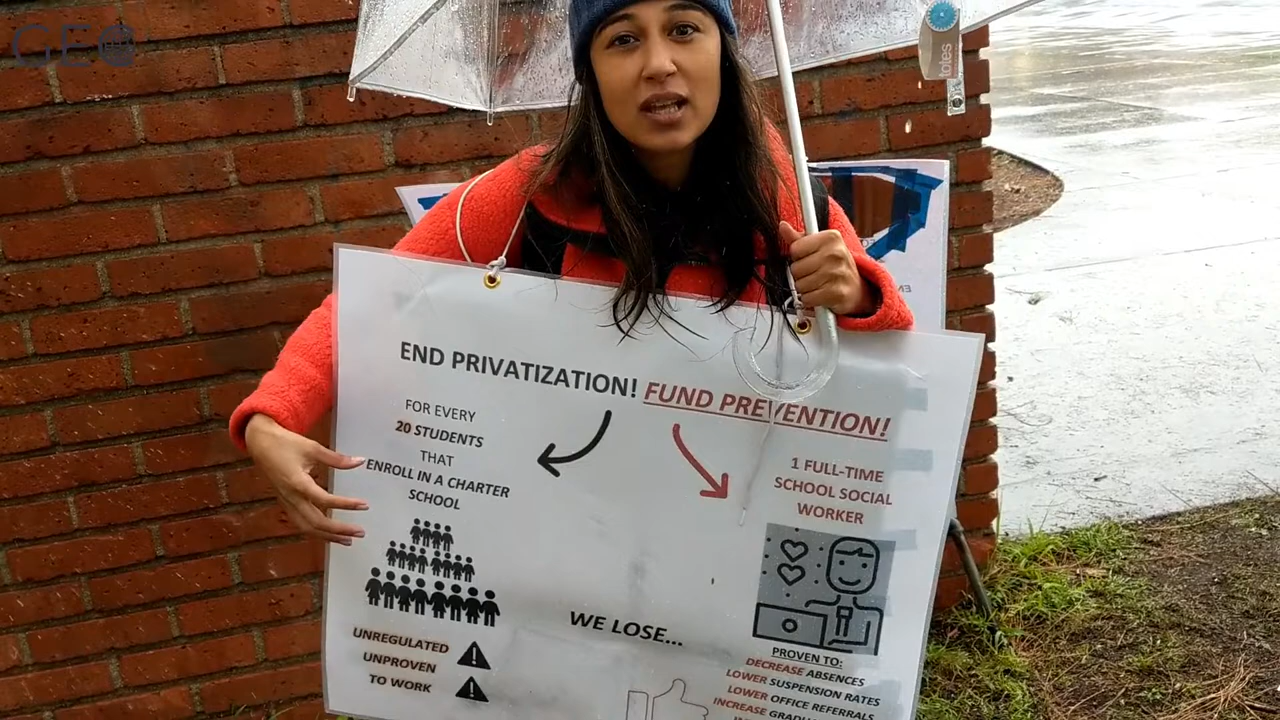 GEO
totes
END PRIVATIZATION! FUND PREVENTION!
FOR EVERY
20 STUDENTS
THAT
ENROLL IN A CHARTER
SCHOOL
UNREGULATED
UNPROVEN
TO WORK
WE LOSE...
1 FULL-TIME
SCHOOL SOCIAL
WORKER
PROVEN TO:
DECREASE ABSENCES
LOWER SUSPENSION RATES
LOWER OFFICE REFERRALS